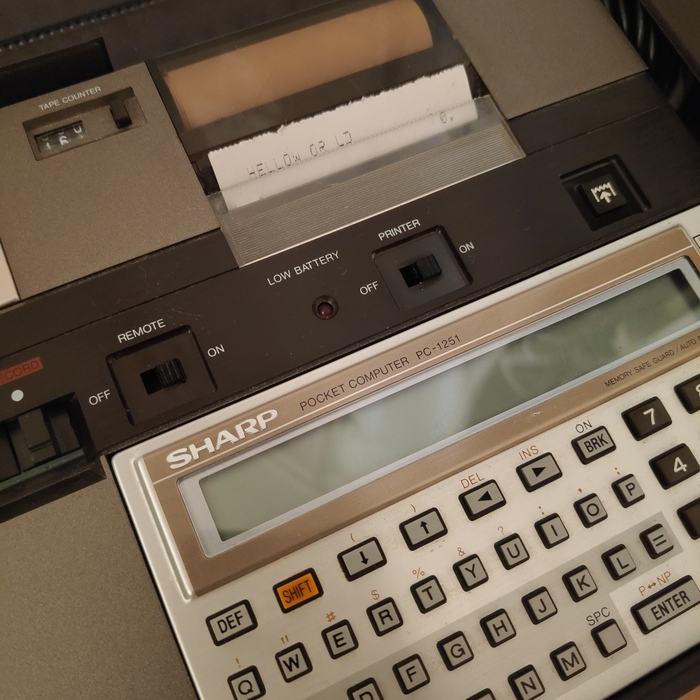 TAPE COUNTER
HELLOW OR LD 0.
PRINTER
OFF ON
LOW BATTERY
REMOTE
OFF ON
SHARP POCKET COMPUTER PC-1251
MEMORY SAFE GUARD / AUTO
ON
DEL INS
SHIFT ↓ ↑ ◀ ▶ BRK 7
( )
DEF
! " # $ % & ? : , ;
Q W E R T Y U I O P 4
D F G H J K L =
N M SPC ENTER
P↔NP